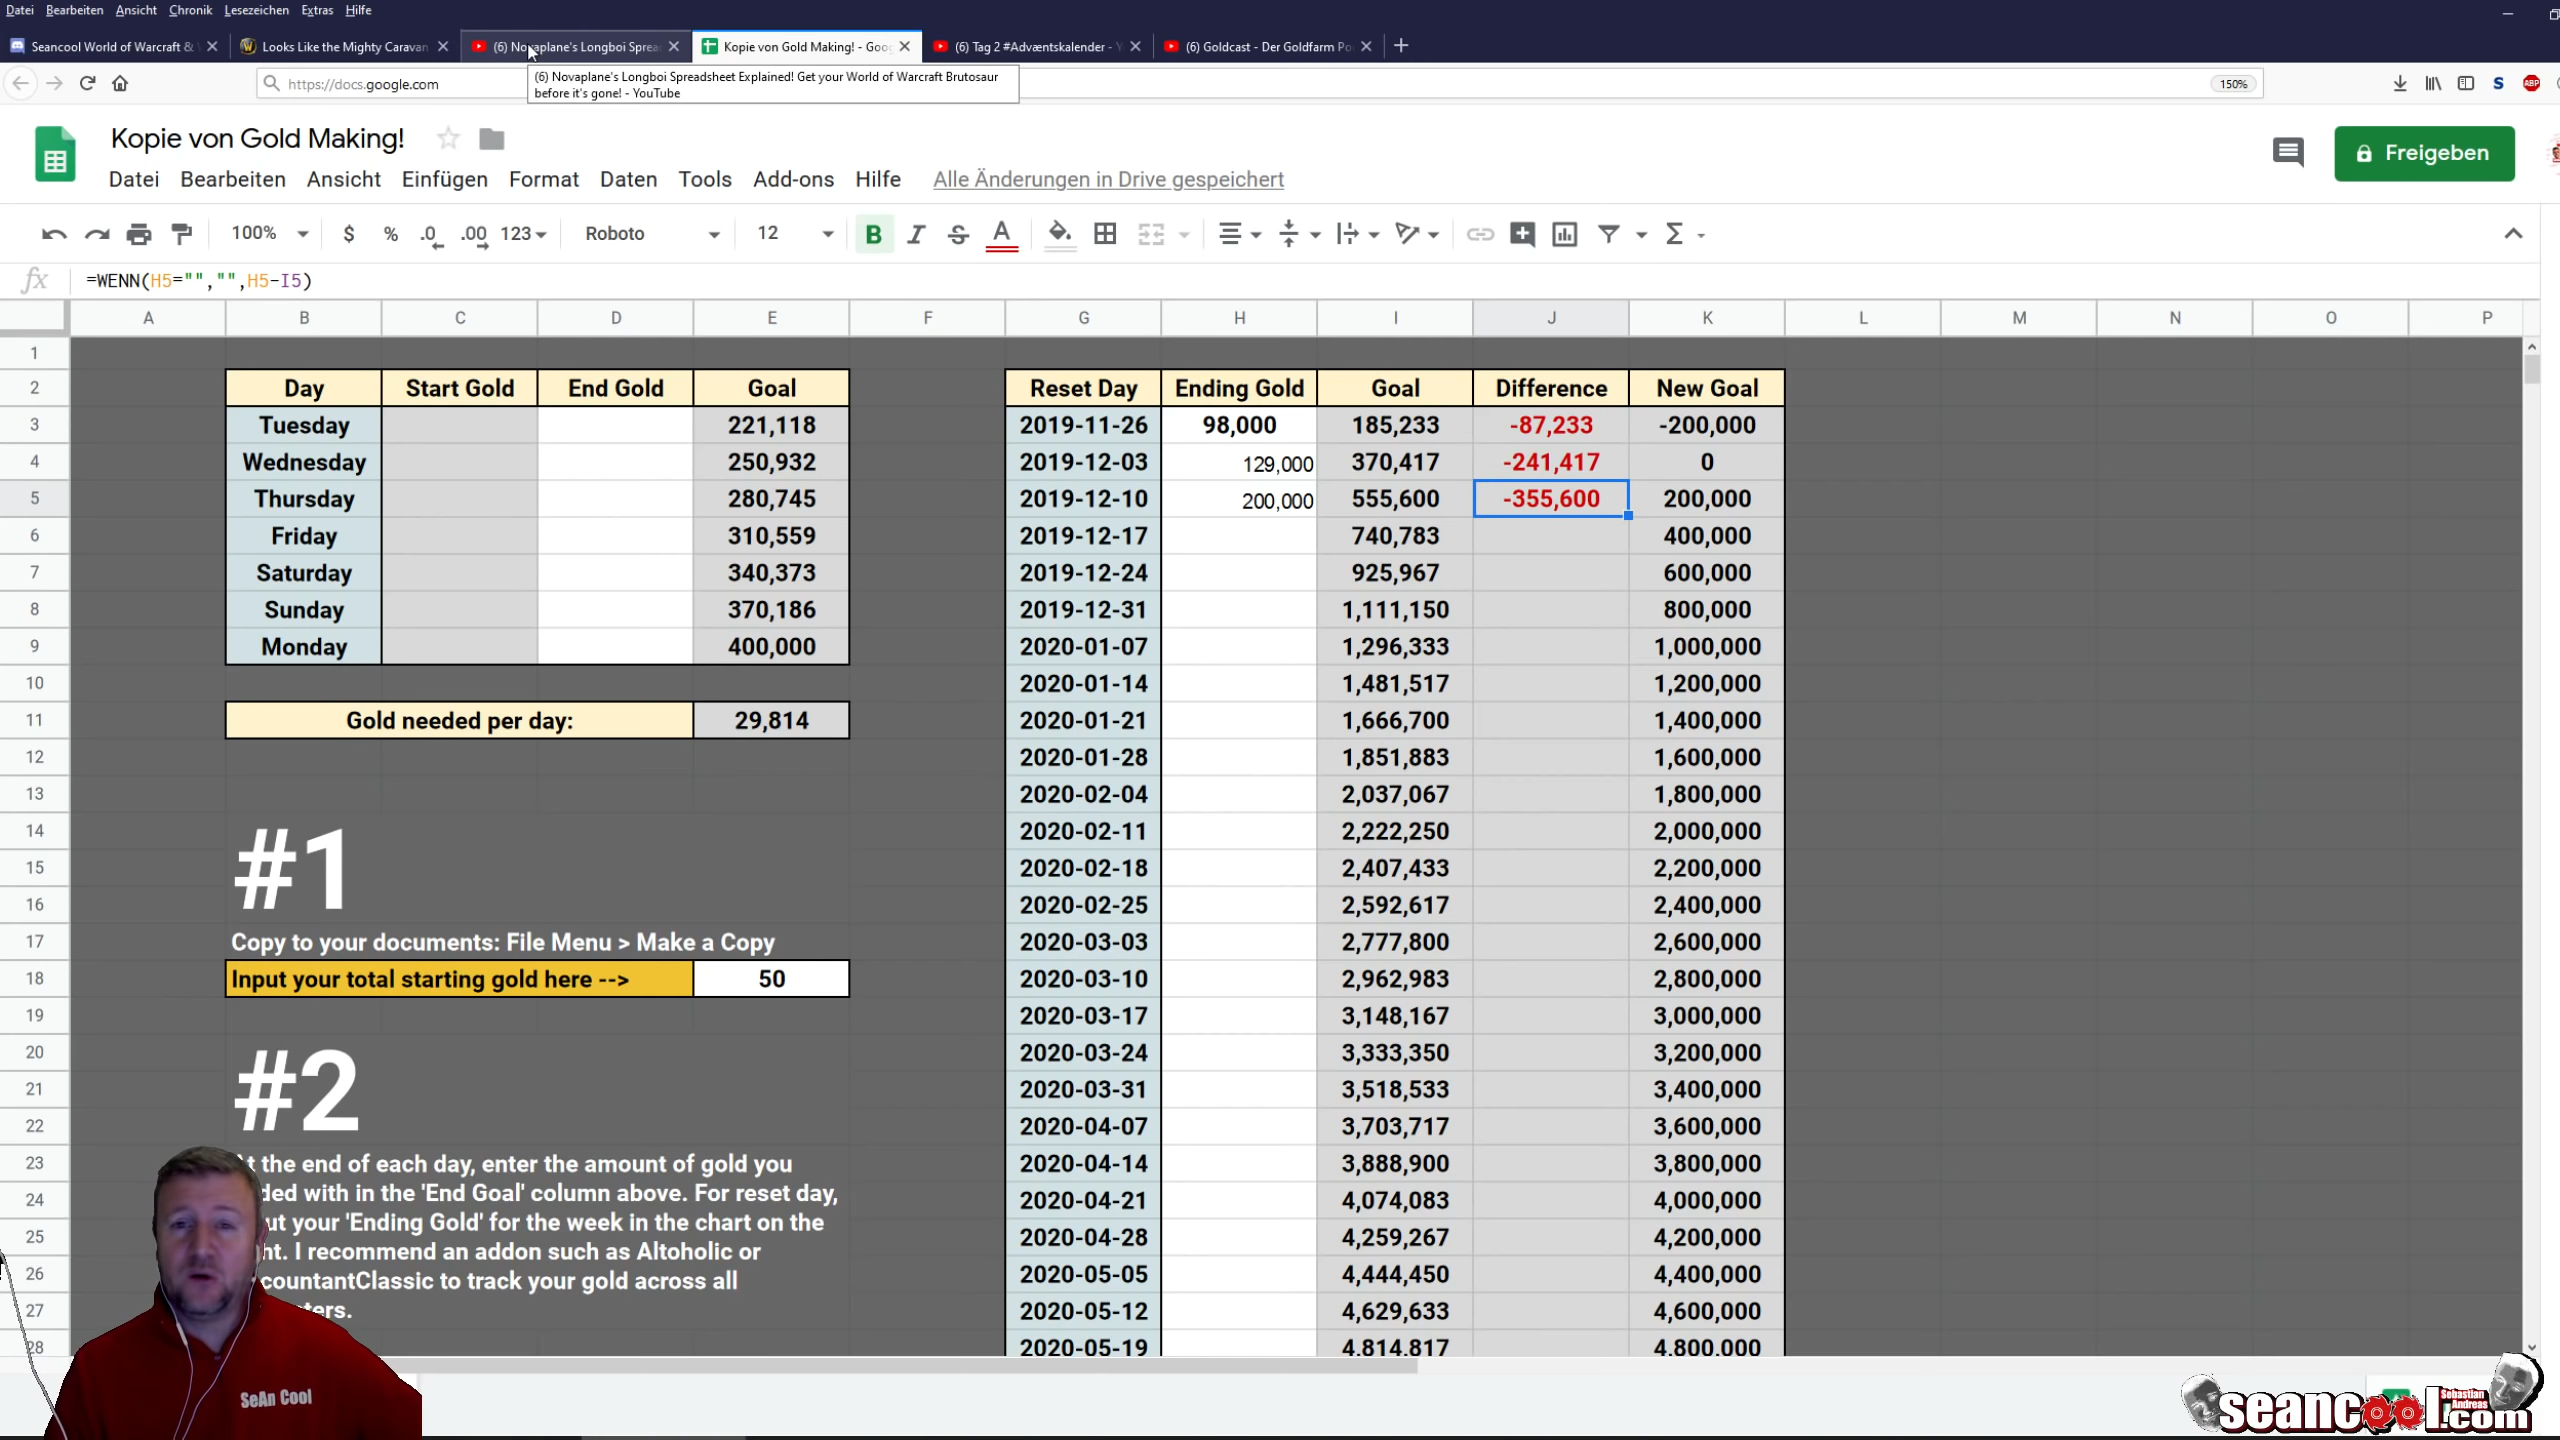 Datei Bearbeiten Ansicht Chronik Lesezeichen Extras Hilfe
Seancool World of Warcraft & Looks Like the Mighty Caravan (6) Novaplane's Longboi Sprea Kopie von Gold Making! - Goo (6) Tag 2 #Advæntskalender - (6) Goldcast - Der Goldfarm Po
https://docs.google.com 150% S ABP
(6) Novaplane's Longboi Spreadsheet Explained! Get your World of Warcraft Brutosaur
before it's gone! - YouTube
Kopie von Gold Making! Freigeben
Datei Bearbeiten Ansicht Einfügen Format Daten Tools Add-ons Hilfe Alle Änderungen in Drive gespeichert
100% $ % .0 .00 123 Roboto 12 B I S A Σ
fx =WENN(H5="","",H5-I5)
A B C D E F G H I J K L M N O P
1
2 Day Start Gold End Gold Goal Reset Day Ending Gold Goal Difference New Goal
3 Tuesday 221,118 2019-11-26 98,000 185,233 -87,233 -200,000
4 Wednesday 250,932 2019-12-03 129,000 370,417 -241,417 0
5 Thursday 280,745 2019-12-10 200,000 555,600 -355,600 200,000
6 Friday 310,559 2019-12-17 740,783 400,000
7 Saturday 340,373 2019-12-24 925,967 600,000
8 Sunday 370,186 2019-12-31 1,111,150 800,000
9 Monday 400,000 2020-01-07 1,296,333 1,000,000
10 2020-01-14 1,481,517 1,200,000
11 Gold needed per day: 29,814 2020-01-21 1,666,700 1,400,000
12 2020-01-28 1,851,883 1,600,000
13 2020-02-04 2,037,067 1,800,000
14 2020-02-11 2,222,250 2,000,000
15 #1 2020-02-18 2,407,433 2,200,000
16 2020-02-25 2,592,617 2,400,000
17 Copy to your documents: File Menu > Make a Copy 2020-03-03 2,777,800 2,600,000
18 Input your total starting gold here --> 50 2020-03-10 2,962,983 2,800,000
19 2020-03-17 3,148,167 3,000,000
20 2020-03-24 3,333,350 3,200,000
21 #2 2020-03-31 3,518,533 3,400,000
22 2020-04-07 3,703,717 3,600,000
23 t the end of each day, enter the amount of gold you 2020-04-14 3,888,900 3,800,000
24 ded with in the 'End Goal' column above. For reset day, 2020-04-21 4,074,083 4,000,000
25 ut your 'Ending Gold' for the week in the chart on the 2020-04-28 4,259,267 4,200,000
26 ht. I recommend an addon such as Altoholic or 2020-05-05 4,444,450 4,400,000
countantClassic to track your gold across all
27 ters. 2020-05-12 4,629,633 4,600,000
28 2020-05-19 4,814,817 4,800,000
SeAn Cool
seancool.com
Sebastian
Andreas